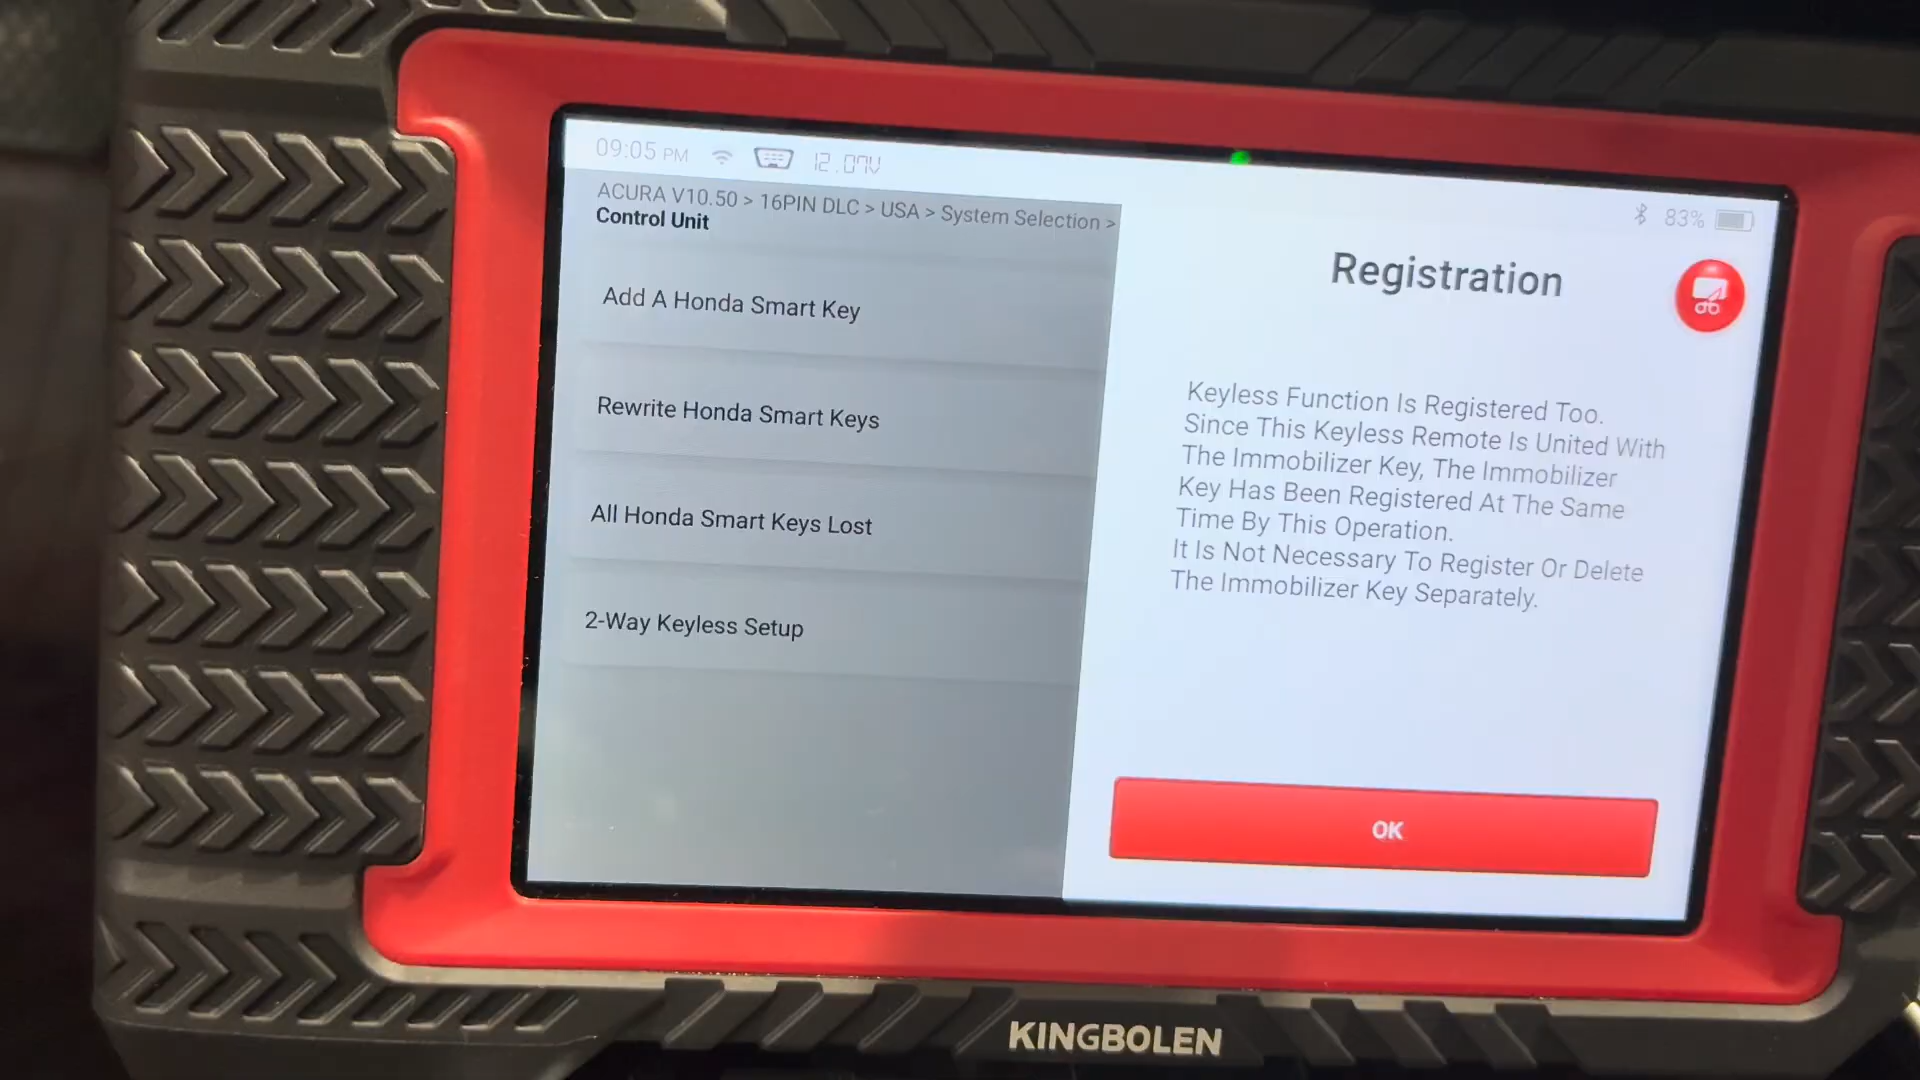 09:05 PM 12.07V
83%
ACURA V10.50 > 16PIN DLC > USA > System Selection >
Control Unit
Add A Honda Smart Key
Rewrite Honda Smart Keys
All Honda Smart Keys Lost
2-Way Keyless Setup
Registration
Keyless Function Is Registered Too.
Since This Keyless Remote Is United With
The Immobilizer Key, The Immobilizer
Key Has Been Registered At The Same
Time By This Operation.
It Is Not Necessary To Register Or Delete
The Immobilizer Key Separately.
OK
KINGBOLEN